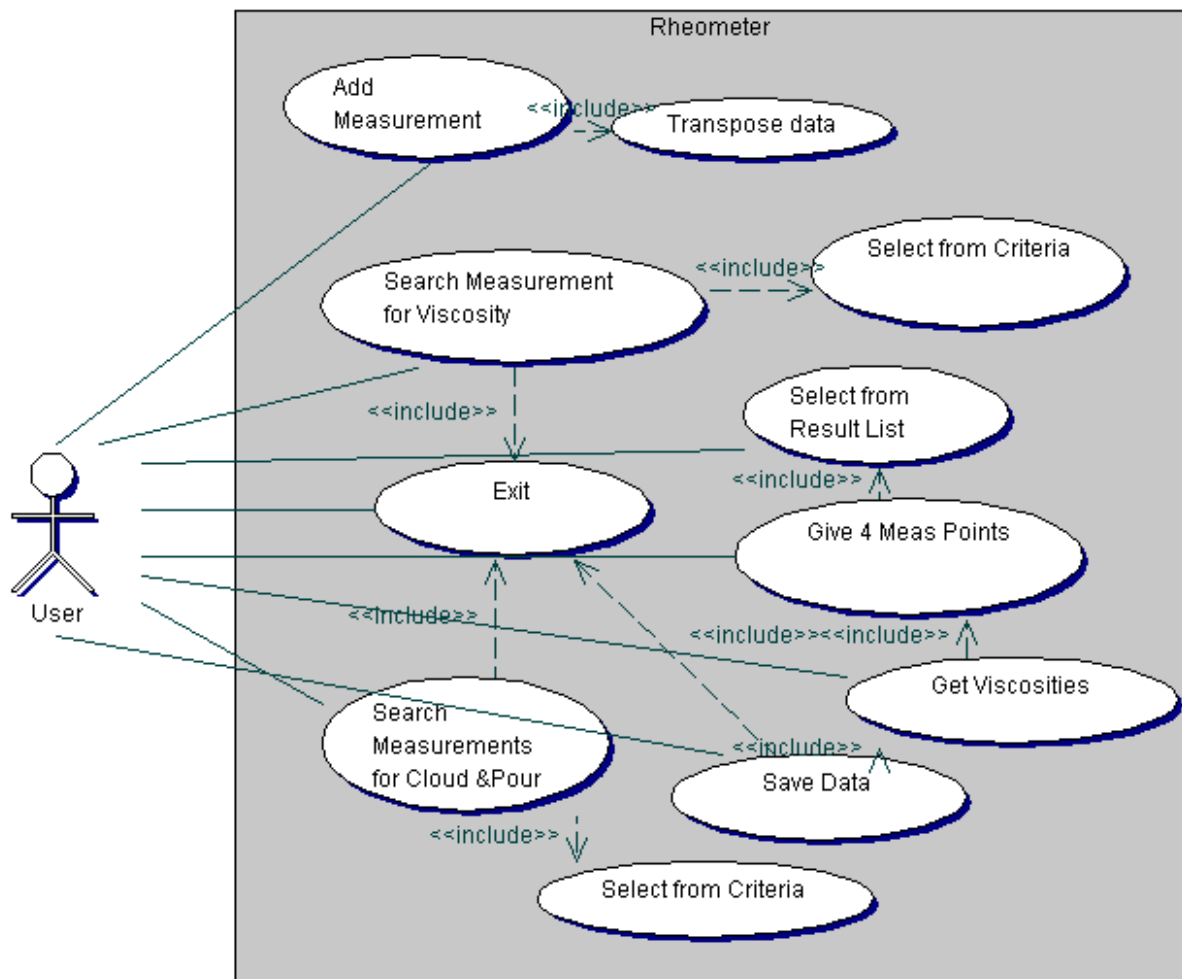 Rheometer
Add
Measurement
<<include>>
Transpose data
Select from Criteria
<<include>>
Search Measurement
for Viscosity
Select from
Result List
<<include>>
<<include>>
Exit
Give 4 Meas Points
User
<<include>>
<<include>><<include>>
Get Viscosities
Search
Measurements
for Cloud &Pour
<<include>>
Save Data
<<include>>
Select from Criteria